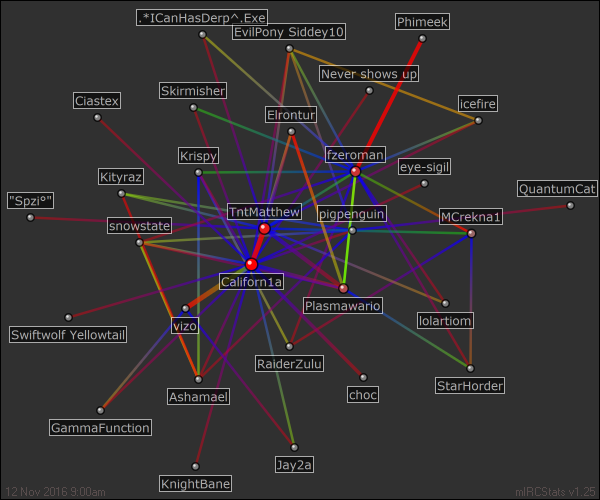 .*ICanHasDerp^.Exe
Phimeek
EvilPony Siddey10
Never shows up
Skirmisher
Ciastex
icefire
Elrontur
Krispy
fzeroman
eye-sigil
Kityraz
QuantumCat
"Spzi°"
TntMatthew
pigpenguin
MCrekna1
snowstate
Californ1a
Plasmawario
lolartiom
Swiftwolf Yellowtail
vizo
RaiderZulu
StarHorder
Ashamael
choc
GammaFunction
Jay2a
KnightBane
12 Nov 2016 9:00am
mIRCStats v1.25